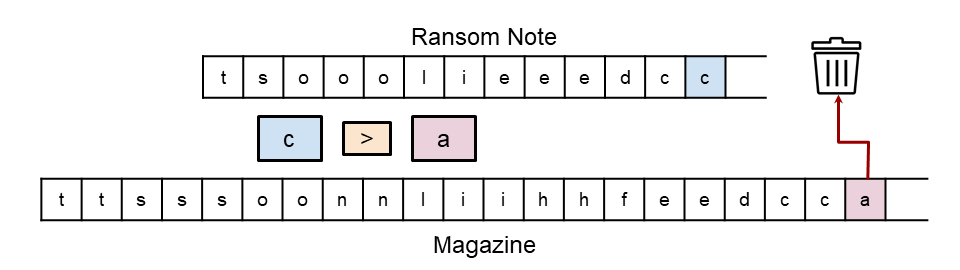 Ransom Note
t s o o o l i e e e d c c
c > a
t t s s s o o n n l i i h h f e e d c c a
Magazine